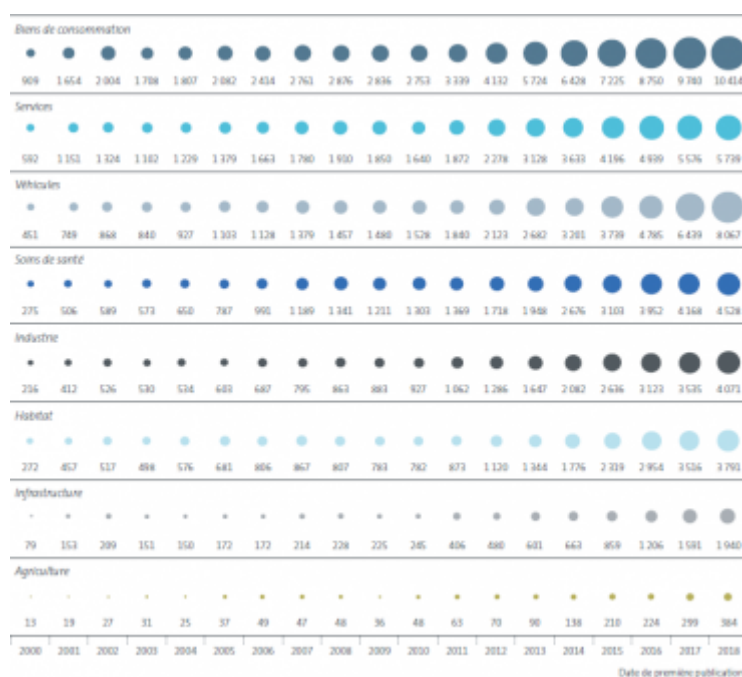 Biens de consommation
909 1 654 2 004 1 708 1 807 2 082 2 414 2 761 2 876 2 836 2 753 3 339 4 132 5 724 6 428 7 225 8 750 9 740 10 414
Services
592 1 151 1 324 1 102 1 229 1 379 1 663 1 780 1 910 1 850 1 640 1 872 2 278 3 128 3 633 4 196 4 939 5 576 5 739
Véhicules
451 749 868 840 927 1 103 1 128 1 379 1 457 1 480 1 528 1 840 2 123 2 682 3 201 3 739 4 785 6 439 8 067
Soins de santé
275 506 589 573 650 787 991 1 189 1 341 1 211 1 303 1 369 1 718 1 948 2 676 3 103 3 952 4 168 4 528
Industrie
216 412 526 530 534 603 687 795 863 883 927 1 062 1 286 1 647 2 082 2 636 3 123 3 535 4 071
Habitat
272 457 517 498 576 681 806 867 807 783 782 873 1 120 1 344 1 776 2 319 2 954 3 516 3 791
Infrastructure
79 153 209 151 150 172 172 214 228 225 245 406 480 601 663 859 1 206 1 591 1 940
Agriculture
13 19 27 31 25 37 49 47 48 36 48 63 70 90 138 210 224 299 384
2000 2001 2002 2003 2004 2005 2006 2007 2008 2009 2010 2011 2012 2013 2014 2015 2016 2017 2018
Date de première publication